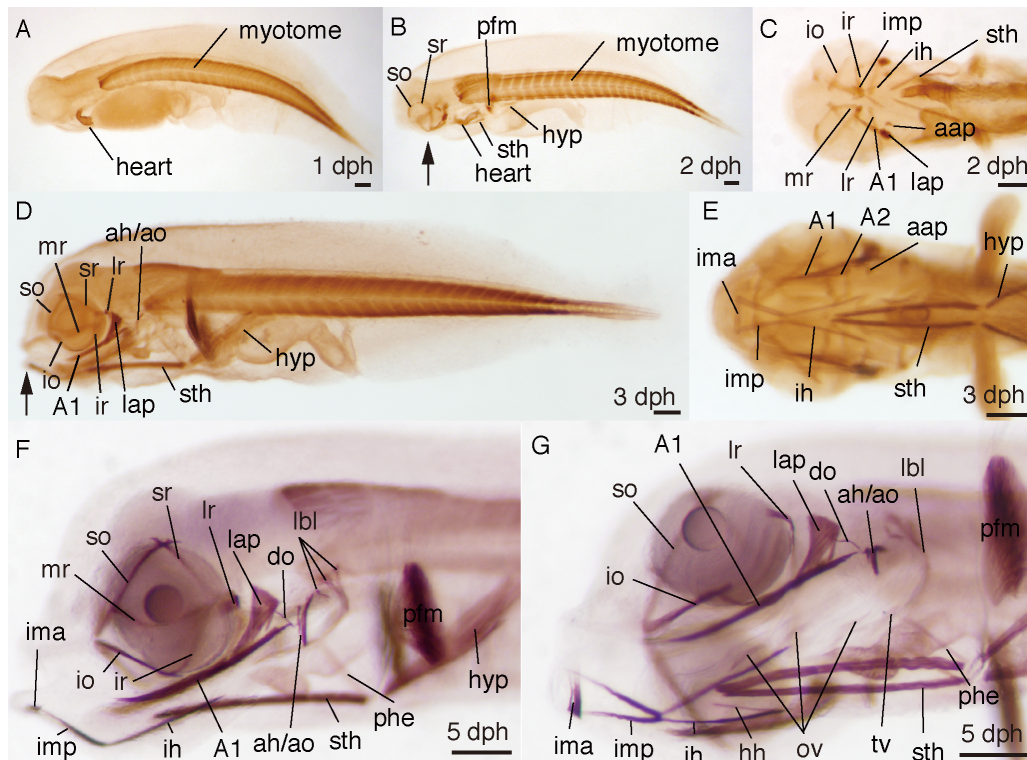 A
myotome
heart
1 dph
B
so
sr
pfm
myotome
hyp
sth
heart
2 dph
C
io
ir
imp
ih
sth
aap
mr
lr
A1
lap
2 dph
D
mr
ah/ao
sr
lr
so
io
A1
ir
lap
sth
hyp
3 dph
E
A1
A2
aap
hyp
ima
imp
ih
sth
3 dph
F
sr
so
mr
lr
lap
lbl
do
pfm
ima
io
ir
hyp
imp
ih
A1
ah/ao
sth
phe
5 dph
G
A1
lr
lap
do
lbl
so
ah/ao
pfm
io
phe
ima
imp
ih
hh
ov
tv
sth
5 dph